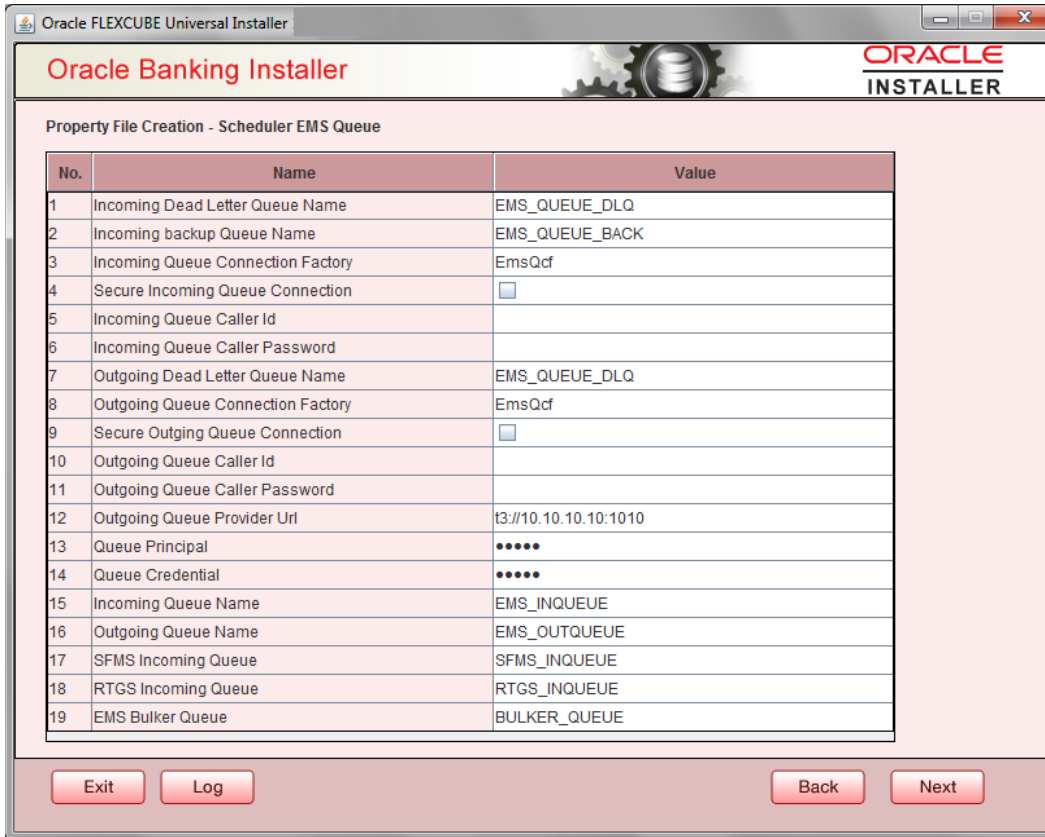 Oracle FLEXCUBE Universal Installer
Oracle Banking Installer
ORACLE
INSTALLER
Property File Creation - Scheduler EMS Queue
No. Name Value
1 Incoming Dead Letter Queue Name EMS_QUEUE_DLQ
2 Incoming backup Queue Name EMS_QUEUE_BACK
3 Incoming Queue Connection Factory EmsQcf
4 Secure Incoming Queue Connection
5 Incoming Queue Caller Id
6 Incoming Queue Caller Password
7 Outgoing Dead Letter Queue Name EMS_QUEUE_DLQ
8 Outgoing Queue Connection Factory EmsQcf
9 Secure Outging Queue Connection
10 Outgoing Queue Caller Id
11 Outgoing Queue Caller Password
12 Outgoing Queue Provider Url t3://10.10.10.10:1010
13 Queue Principal •••••
14 Queue Credential •••••
15 Incoming Queue Name EMS_INQUEUE
16 Outgoing Queue Name EMS_OUTQUEUE
17 SFMS Incoming Queue SFMS_INQUEUE
18 RTGS Incoming Queue RTGS_INQUEUE
19 EMS Bulker Queue BULKER_QUEUE
Exit Log Back Next